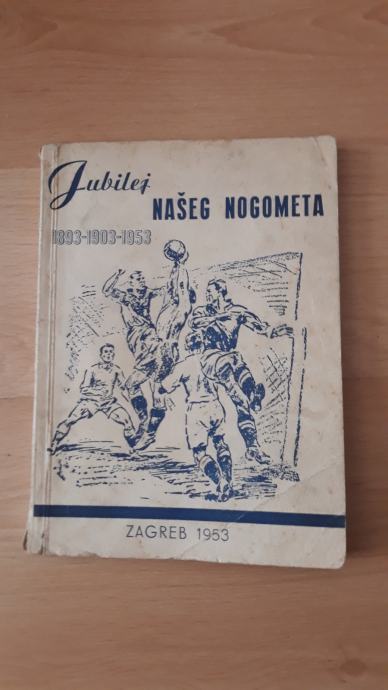 Jubilej
NAŠEG NOGOMETA
1893-1903-1953
ZAGREB 1953